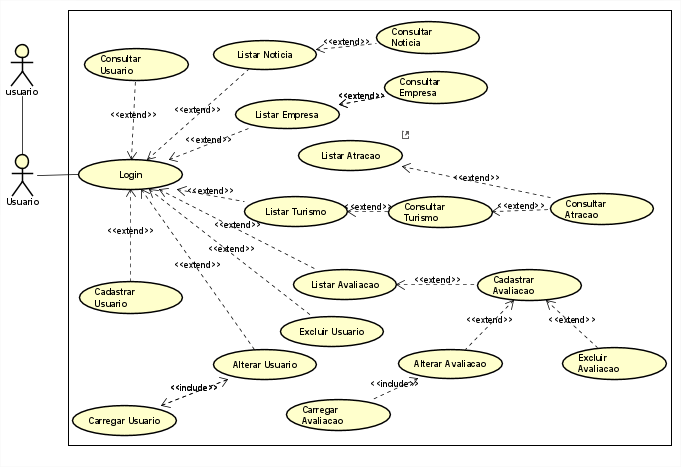 Consultar
Noticia
<<extend>>
Listar Noticia
Consultar
Usuario
usuario
Consultar
Empresa
<<extend>>
<<extend>>
Listar Empresa
<<extend>>
<<extend>>
Listar Atracao
Login
Usuario
<<extend>>
<<extend>>
Listar Turismo
<<extend>>
Consultar
Turismo
<<extend>>
Consultar
Atracao
<<extend>>
<<extend>>
<<extend>>
<<extend>>
Cadastrar
Usuario
Listar Avaliacao
<<extend>>
Cadastrar
Avaliacao
Excluir Usuario
<<extend>>
<<extend>>
Alterar Usuario
Alterar Avaliacao
Excluir
Avaliacao
<<include>>
<<include>>
Carregar Usuario
Carregar
Avaliacao